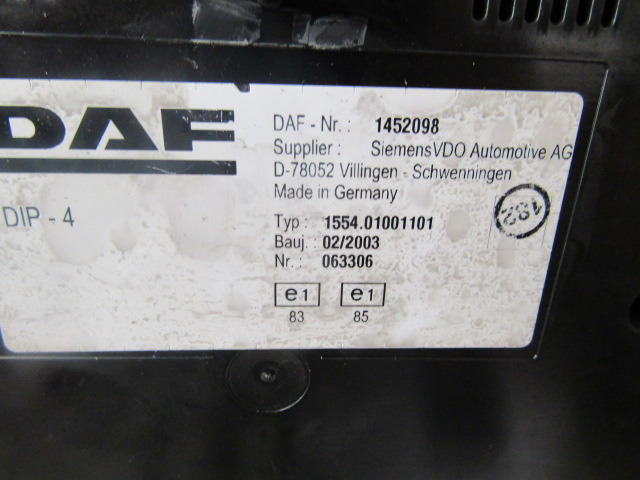 DAF
DIP - 4
DAF - Nr. : 1452098
Supplier : SiemensVDO Automotive AG
D-78052 Villingen - Schwenningen
Made in Germany
Typ : 1554.01001101
Bauj. : 02/2003
Nr. : 063306
e1 e1
83 85